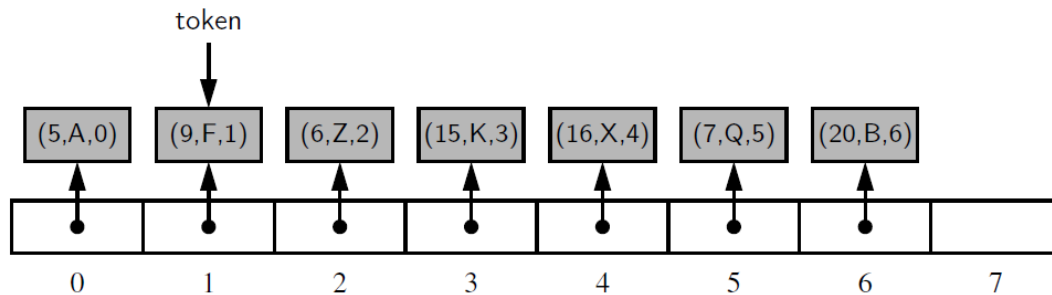 token
(5,A,0) (9,F,1) (6,Z,2) (15,K,3) (16,X,4) (7,Q,5) (20,B,6)
0 1 2 3 4 5 6 7